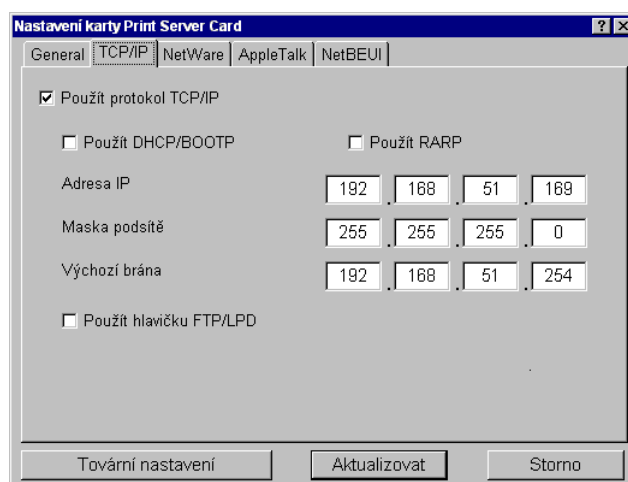 Nastavení karty Print Server Card
General TCP/IP NetWare AppleTalk NetBEUI
Použít protokol TCP/IP
Použít DHCP/BOOTP Použít RARP
Adresa IP 192 . 168 . 51 . 169
Maska podsítě 255 . 255 . 255 . 0
Výchozí brána 192 . 168 . 51 . 254
Použít hlavičku FTP/LPD
Tovární nastavení Aktualizovat Storno